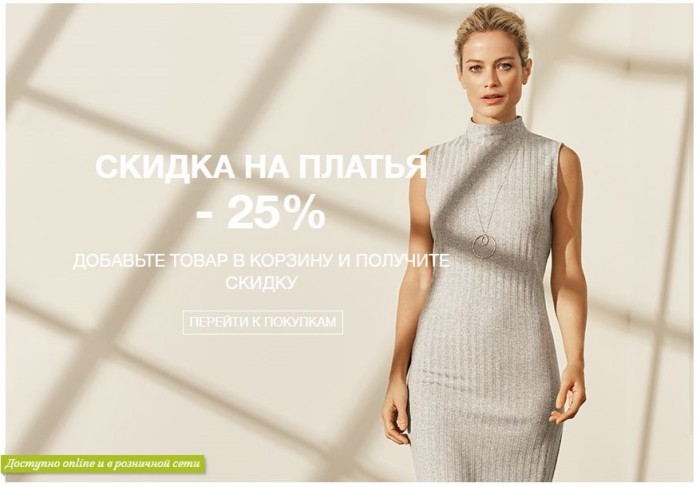 СКИДКА НА ПЛАТЬЯ
- 25%
ДОБАВЬТЕ ТОВАР В КОРЗИНУ И ПОЛУЧИТЕ
СКИДКУ
ПЕРЕЙТИ К ПОКУПКАМ
Доступно online и в розничной сети